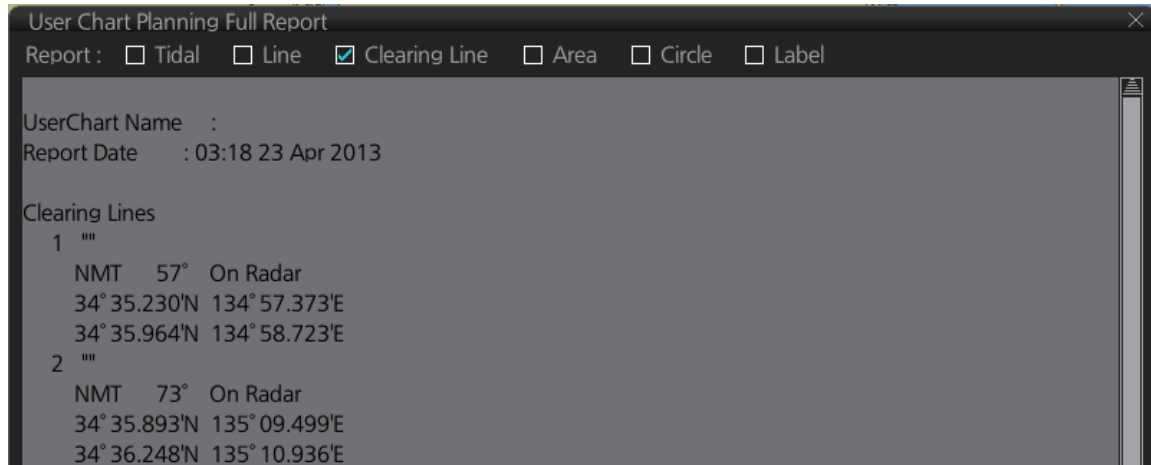 User Chart Planning Full Report
Report : Tidal Line Clearing Line Area Circle Label
UserChart Name :
Report Date : 03:18 23 Apr 2013
Clearing Lines
1 ""
NMT 57° On Radar
34°35.230'N 134°57.373'E
34°35.964'N 134°58.723'E
2 ""
NMT 73° On Radar
34°35.893'N 135°09.499'E
34°36.248'N 135°10.936'E